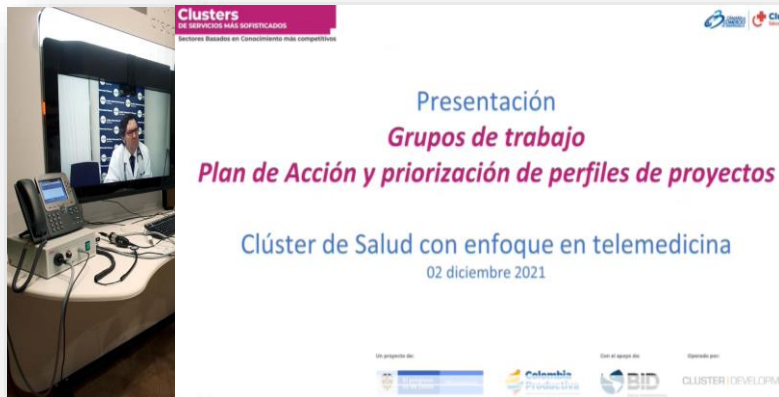 Clusters
DE SERVICIOS MÁS SOFISTICADOS
Sectores Basados en Conocimiento más competitivos
Presentación
Grupos de trabajo
Plan de Acción y priorización de perfiles de proyectos
Clúster de Salud con enfoque en telemedicina
02 diciembre 2021
Un proyecto de:
Con el apoyo de:
Operado por:
Colombia
Productiva
BID
CLUSTER DEVELOPM